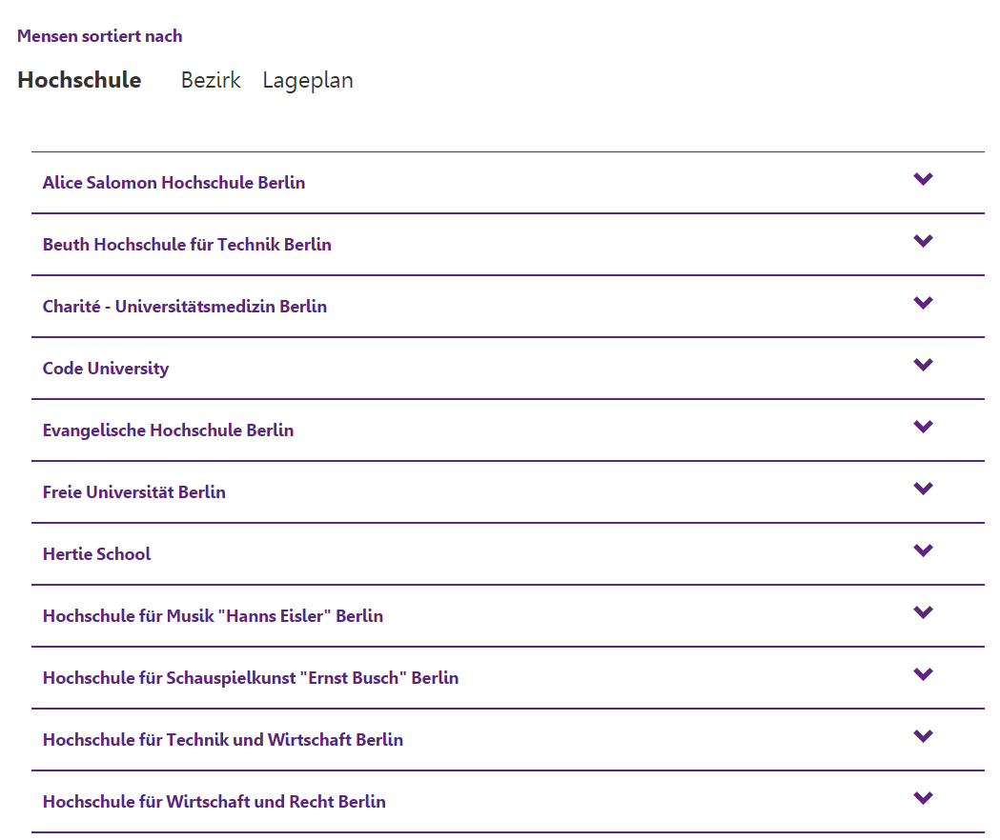 Mensen sortiert nach
Hochschule Bezirk Lageplan
Alice Salomon Hochschule Berlin
Beuth Hochschule für Technik Berlin
Charité - Universitätsmedizin Berlin
Code University
Evangelische Hochschule Berlin
Freie Universität Berlin
Hertie School
Hochschule für Musik "Hanns Eisler" Berlin
Hochschule für Schauspielkunst "Ernst Busch" Berlin
Hochschule für Technik und Wirtschaft Berlin
Hochschule für Wirtschaft und Recht Berlin